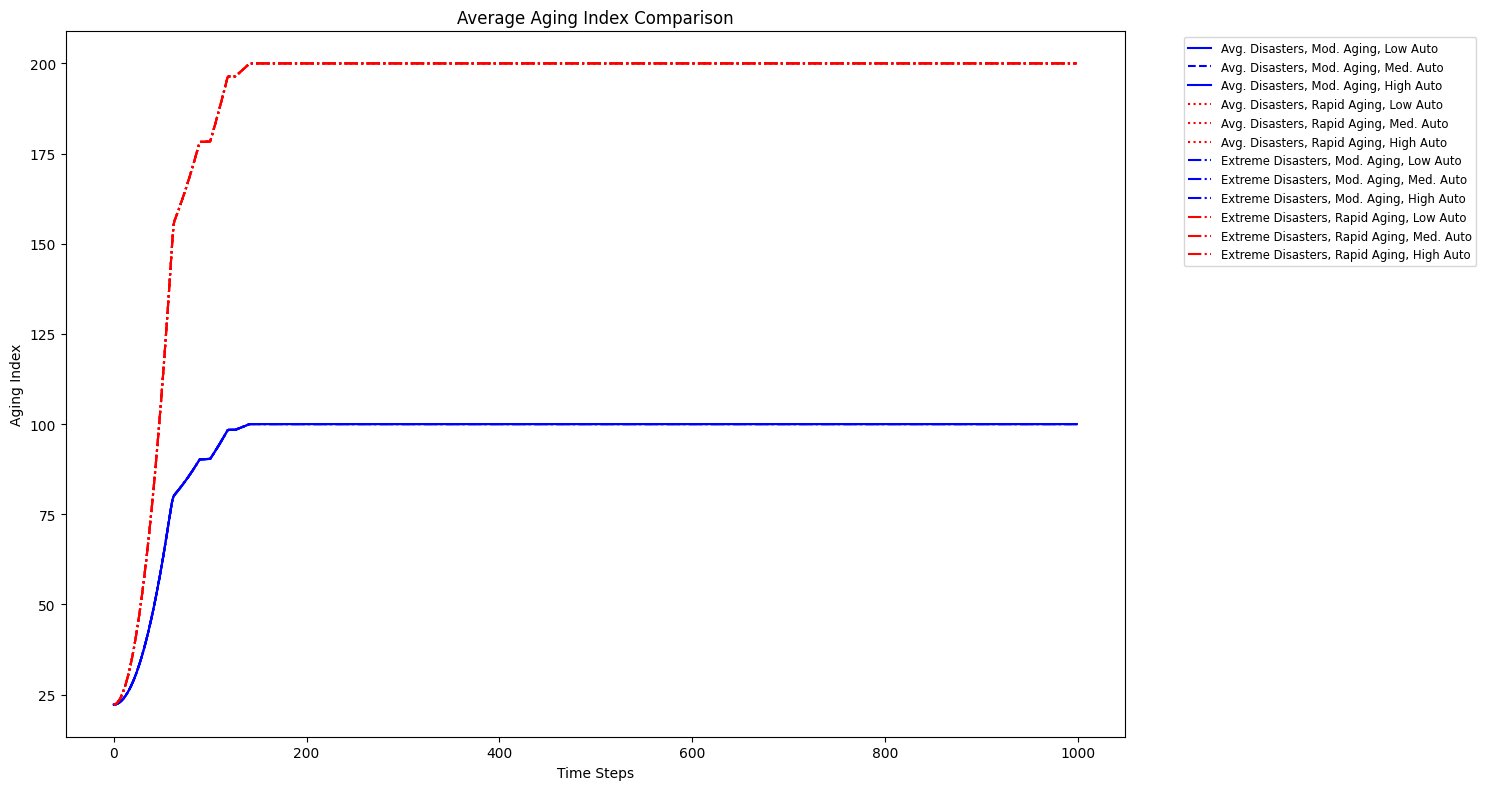 Average Aging Index Comparison
Aging Index
200
175
150
125
100
75
50
25
0
200
400
600
800
1000
Time Steps
Avg. Disasters, Mod. Aging, Low Auto
Avg. Disasters, Mod. Aging, Med. Auto
Avg. Disasters, Mod. Aging, High Auto
Avg. Disasters, Rapid Aging, Low Auto
Avg. Disasters, Rapid Aging, Med. Auto
Avg. Disasters, Rapid Aging, High Auto
Extreme Disasters, Mod. Aging, Low Auto
Extreme Disasters, Mod. Aging, Med. Auto
Extreme Disasters, Mod. Aging, High Auto
Extreme Disasters, Rapid Aging, Low Auto
Extreme Disasters, Rapid Aging, Med. Auto
Extreme Disasters, Rapid Aging, High Auto